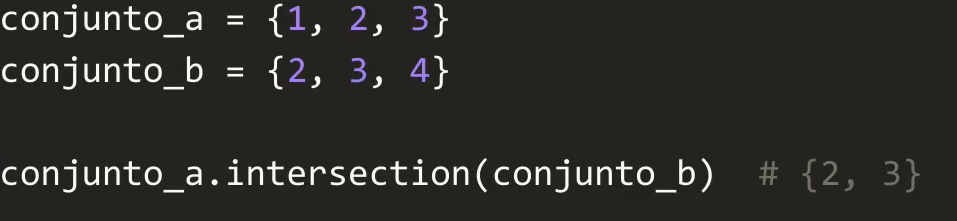 conjunto_a = {1, 2, 3}
conjunto_b = {2, 3, 4}
conjunto_a.intersection(conjunto_b)  # {2, 3}